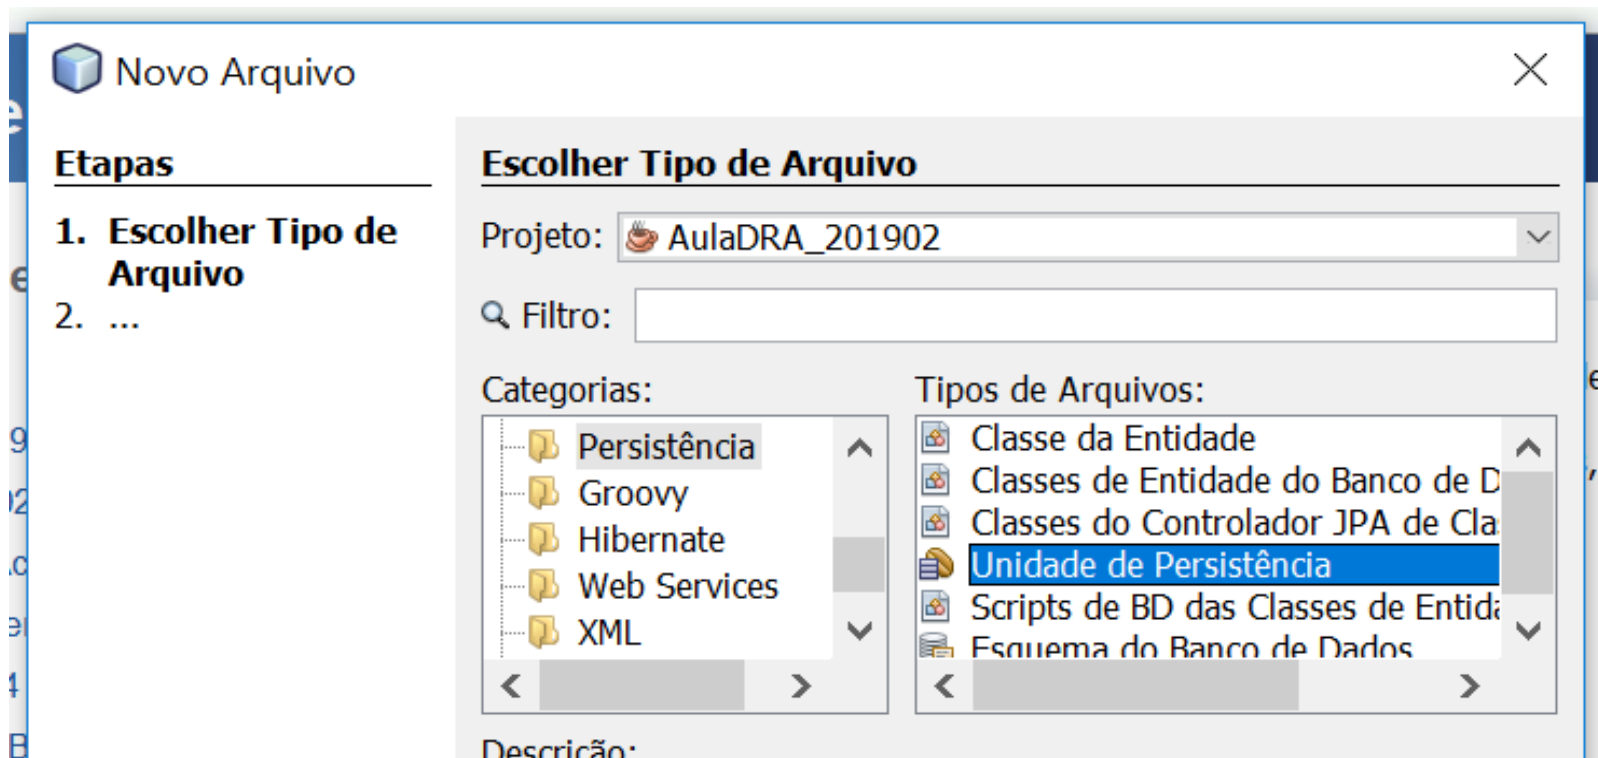 Novo Arquivo
Etapas
1. Escolher Tipo de
Arquivo
2. ...
Escolher Tipo de Arquivo
Projeto: AulaDRA_201902
Filtro:
Categorias:
Persistência
Groovy
Hibernate
Web Services
XML
Tipos de Arquivos:
Classe da Entidade
Classes de Entidade do Banco de D
Classes do Controlador JPA de Cla
Unidade de Persistência
Scripts de BD das Classes de Entida
Esquema do Banco de Dados
Descrição: